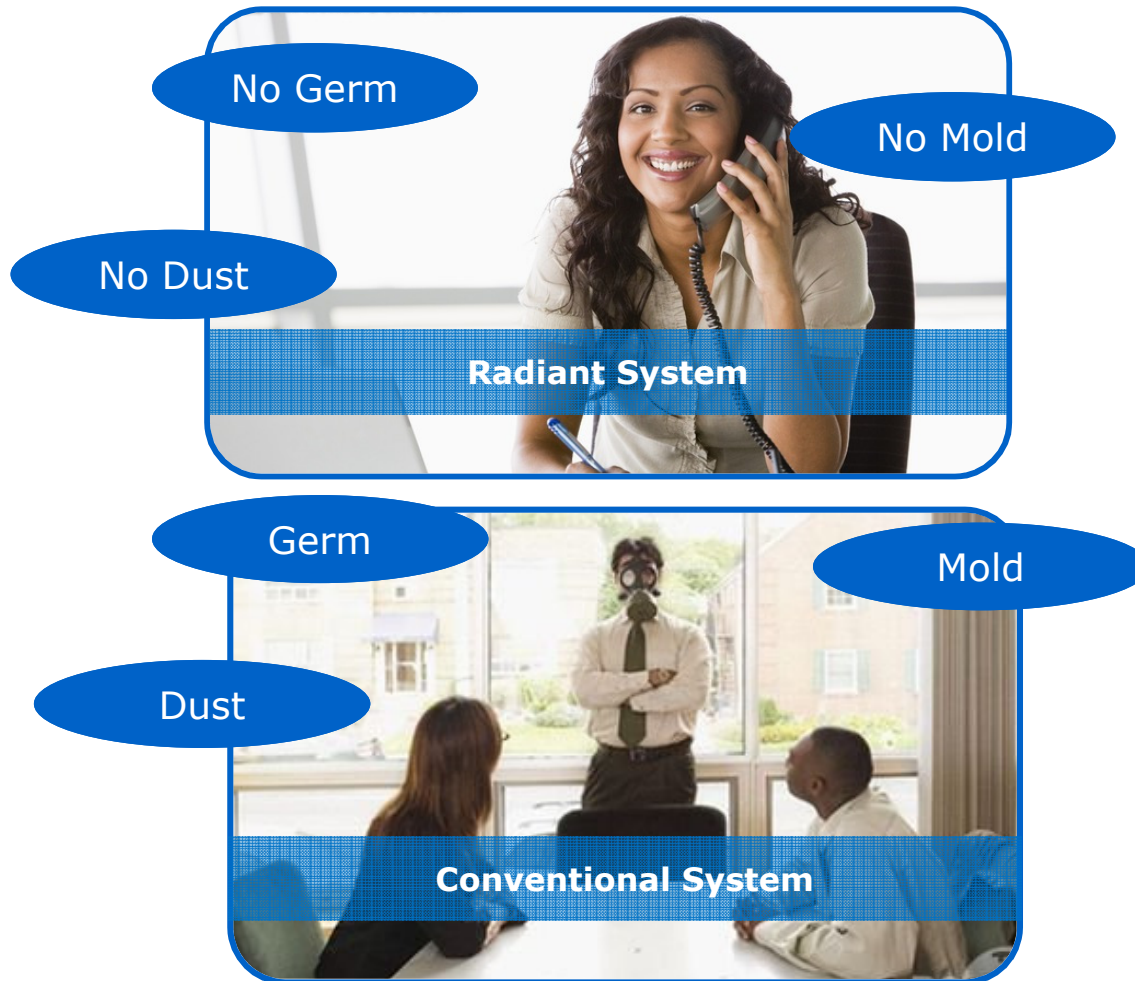 No Germ
No Mold
No Dust
Radiant System
Germ
Mold
Dust
Conventional System